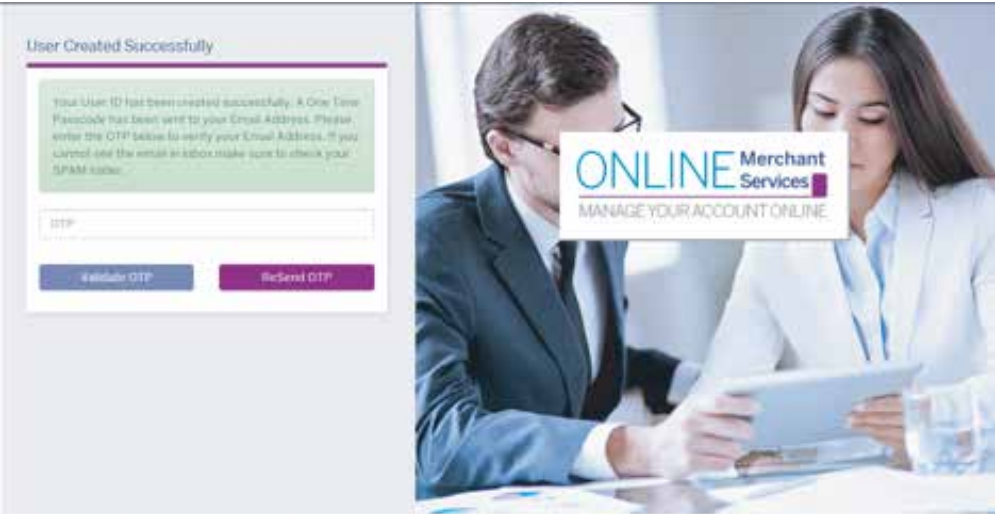 User Created Successfully
Your User ID has been created successfully. A One Time
Passcode has been sent to your Email Address. Please
enter the OTP below to verify your Email Address. If you
cannot see the email in inbox make sure to check your
SPAM folder.
OTP
Validate OTP
ReSend OTP
ONLINE Merchant
Services
MANAGE YOUR ACCOUNT ONLINE